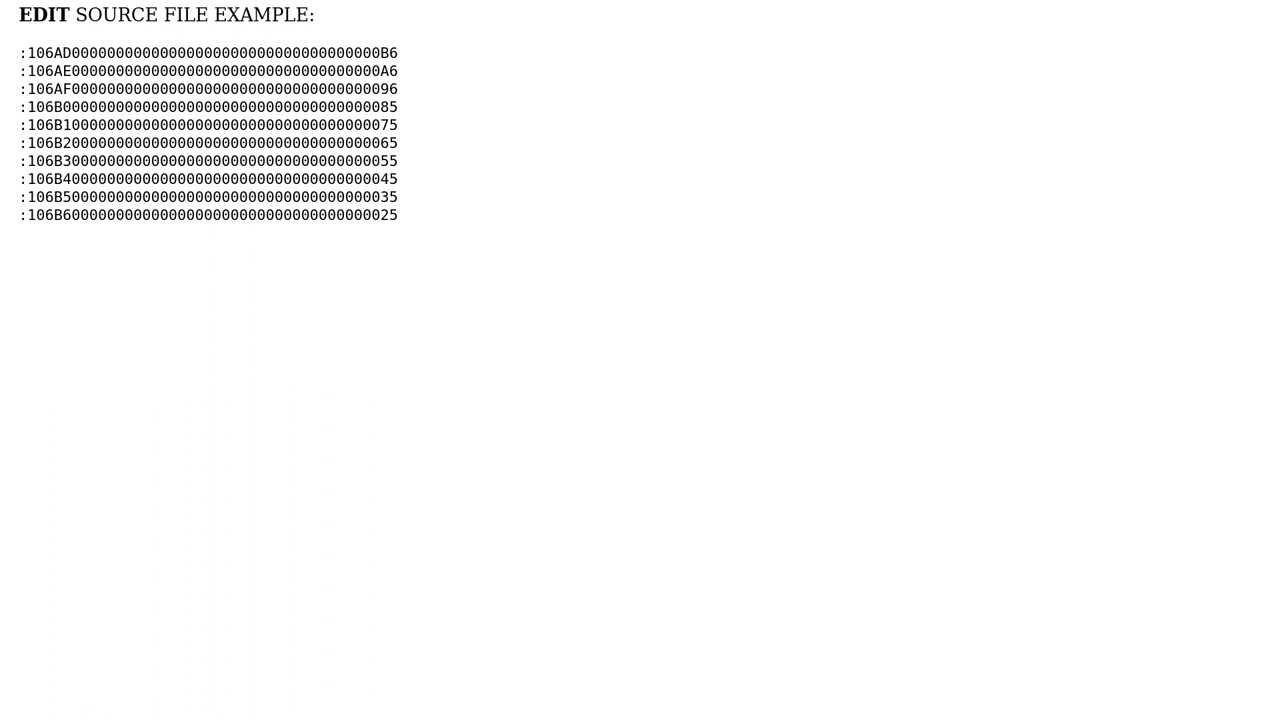 EDIT SOURCE FILE EXAMPLE:
:106AD00000000000000000000000000000000000B6
:106AE00000000000000000000000000000000000A6
:106AF0000000000000000000000000000000000096
:106B00000000000000000000000000000000000085
:106B10000000000000000000000000000000000075
:106B20000000000000000000000000000000000065
:106B30000000000000000000000000000000000055
:106B40000000000000000000000000000000000045
:106B50000000000000000000000000000000000035
:106B60000000000000000000000000000000000025